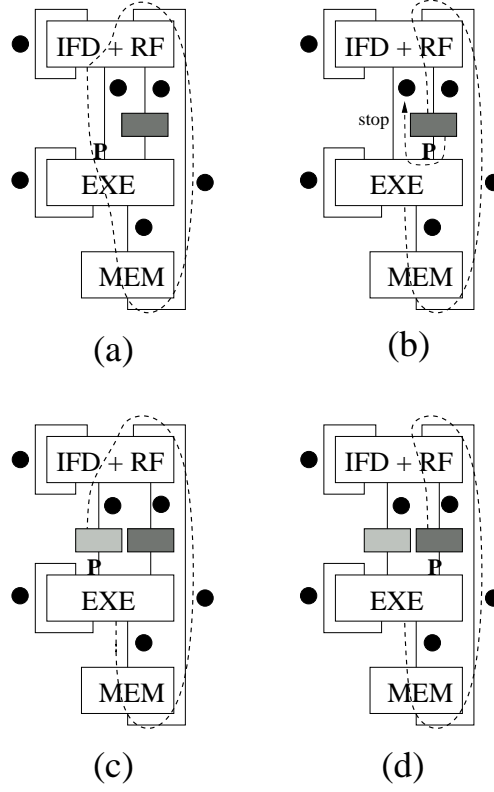 IFD + RF
P
EXE
MEM
(a)
IFD + RF
stop
P
EXE
MEM
(b)
IFD + RF
P
EXE
MEM
(c)
IFD + RF
P
EXE
MEM
(d)